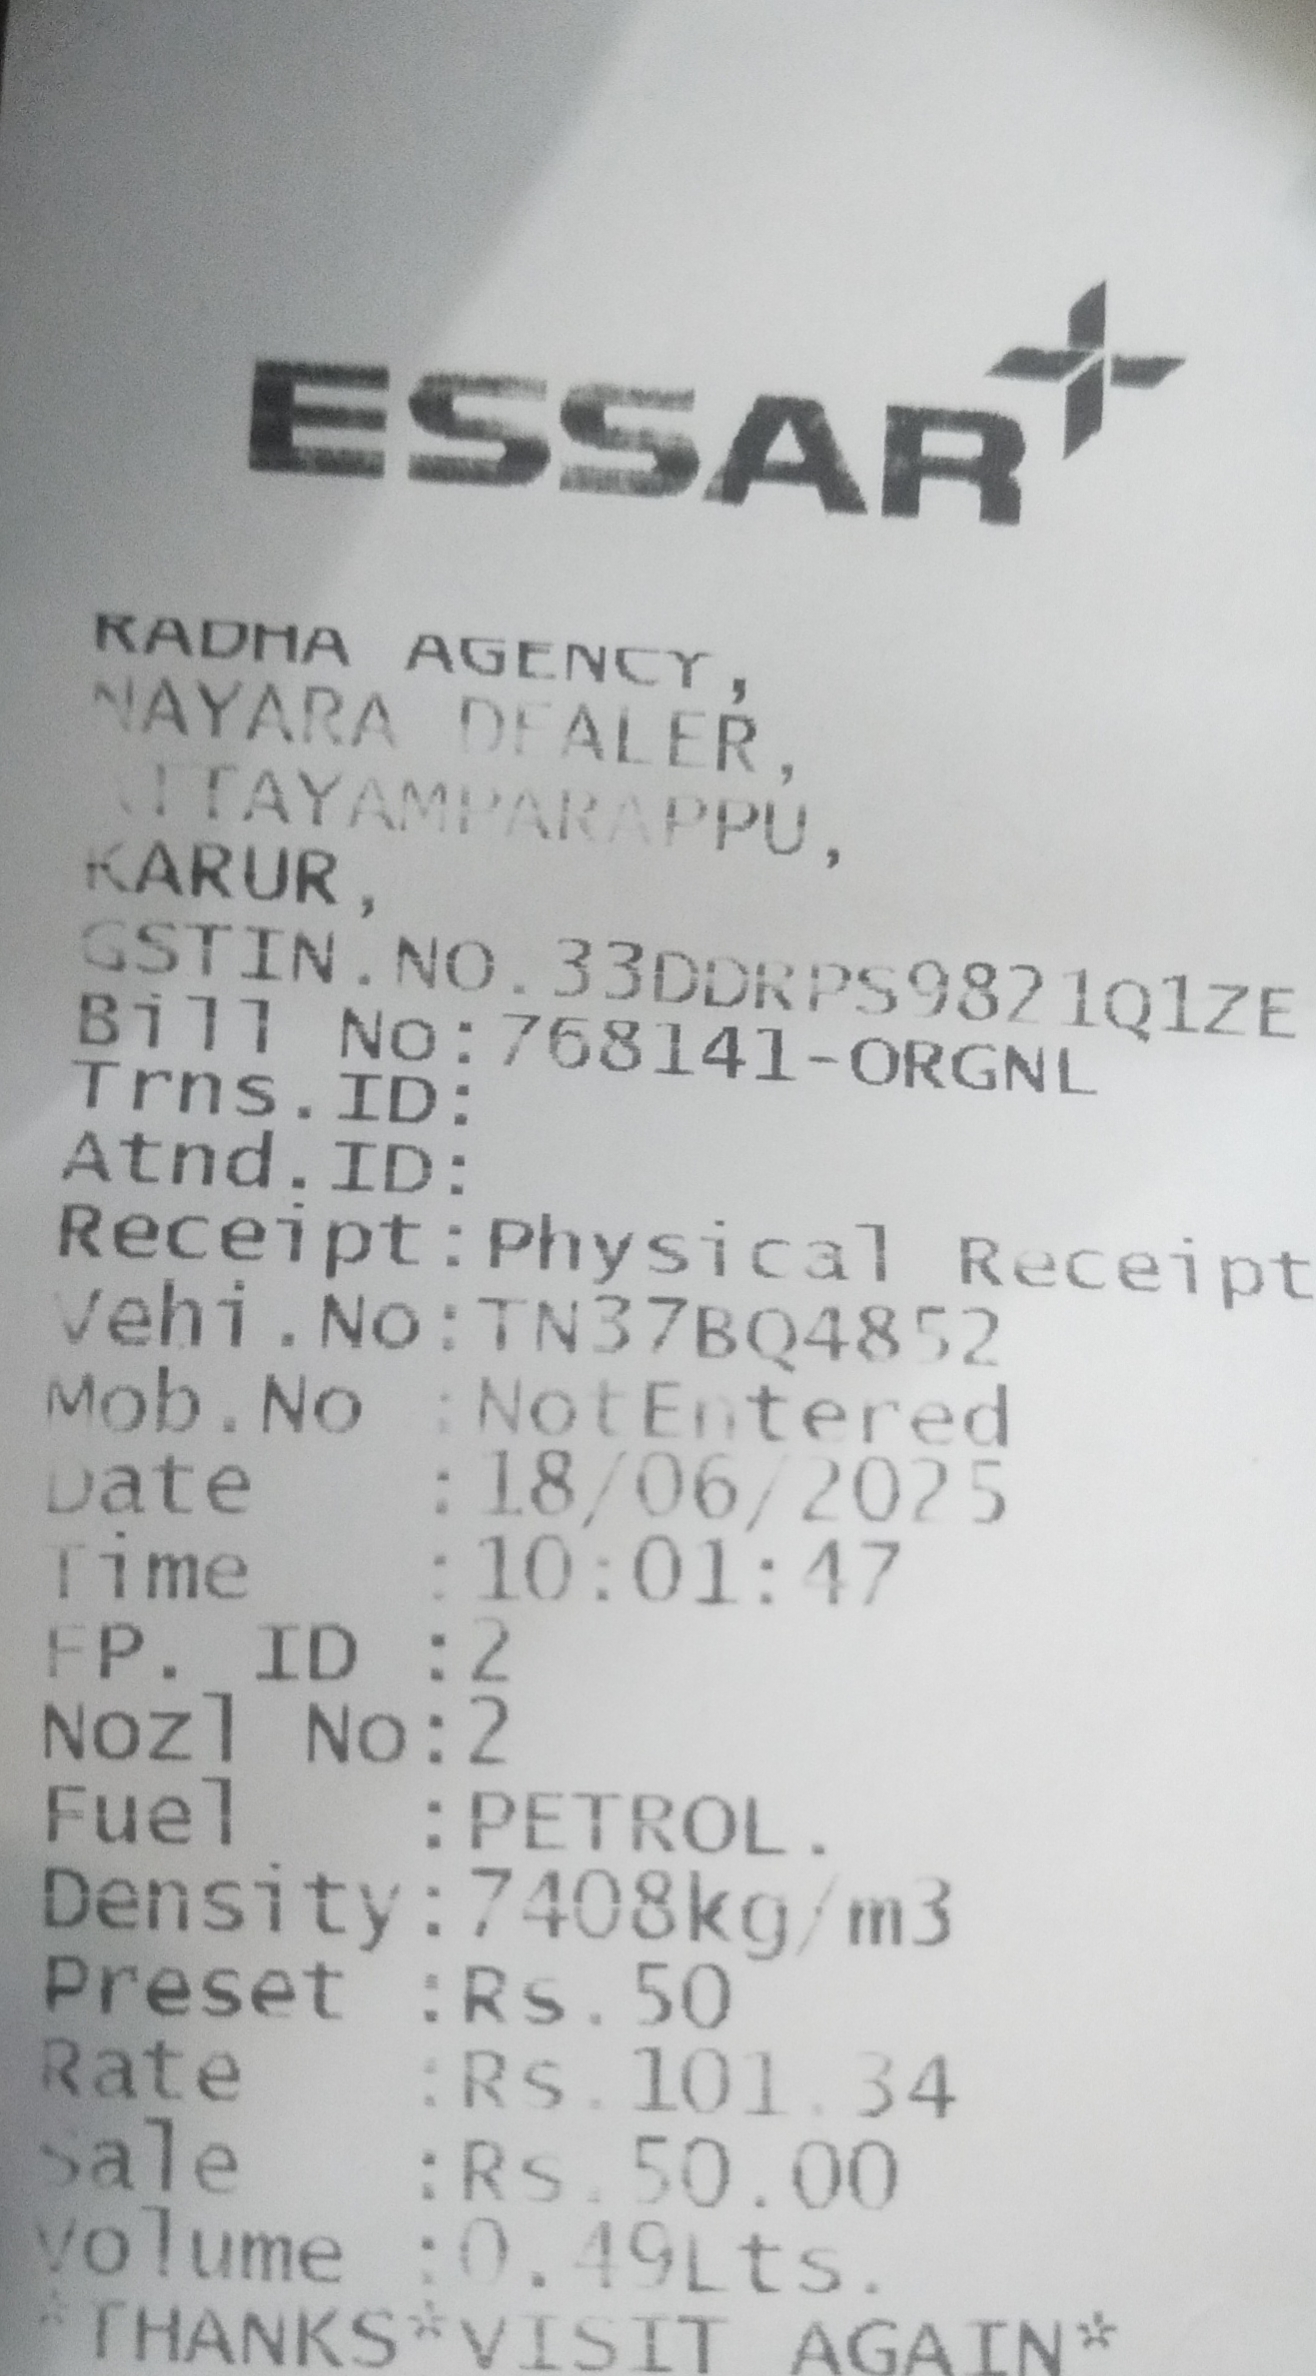 ESSAR
RADHA AGENCY,
NAYARA DEALER,
KARUR,
GSTIN.NO.33DDRPS9821Q1ZE
Bill No:768141-ORGNL
Trns.ID:
Atnd.ID:
Receipt:Physical Receipt
Vehi.No:TN37BQ4852
Mob.No :NotEntered
Date :18/06/2025
Time :10:01:47
FP. ID :2
Nozl No:2
Fuel :PETROL.
Density:7408kg/m3
Preset :Rs.50
Rate :Rs.101.34
Sale :Rs.50.00
Volume :0.49Lts.
*THANKS*VISIT AGAIN*